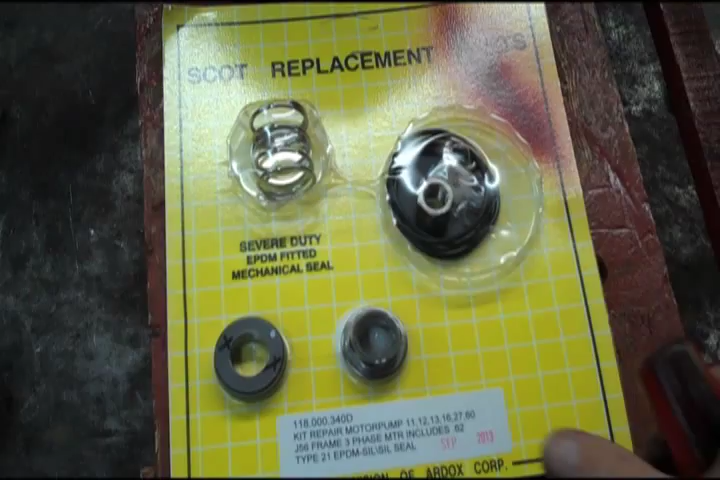 SCOT REPLACEMENT
SEVERE DUTY
EPDM FITTED
MECHANICAL SEAL
118.000.340D
KIT REPAIR MOTORPUMP 11,12,13,16,27,60
J56 FRAME 3 PHASE MTR INCLUDES .62
TYPE 21 EPDM-SIL\SIL SEAL
SEP 2013
OF ARDOX CORP.